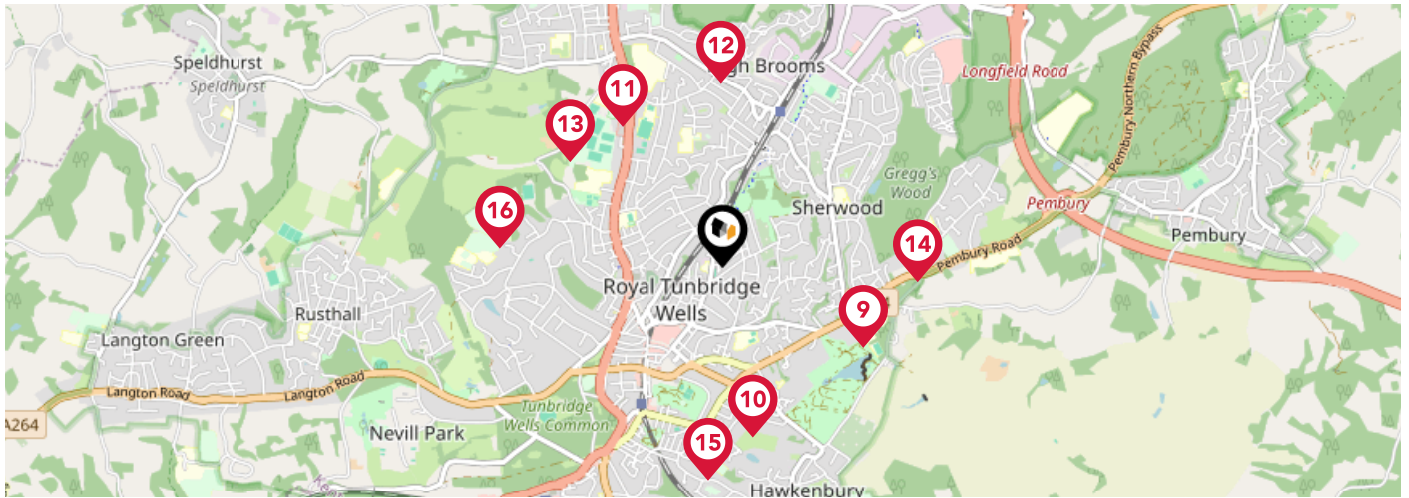 12
Speldhurst
Speldhurst
High Brooms
Longfield Road
Pembury Northern Bypass
11
13
Gregg's
Wood
16
Sherwood
Pembury
Pembury
14
Pembury Road
Royal Tunbridge
Wells
9
Rusthall
Langton Green
Langton Road
Langton Road
10
Tunbridge
Wells Common
A264
Nevill Park
15
Hawkenbury